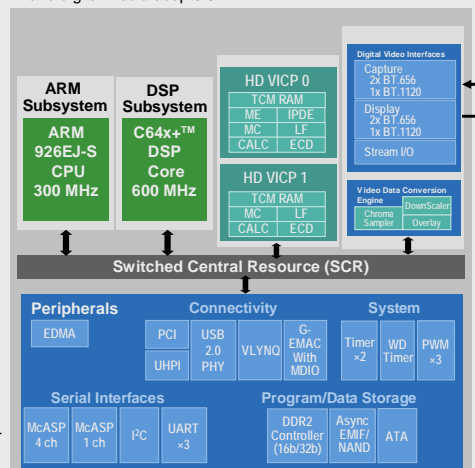 ARM
Subsystem
ARM
926EJ-S
CPU
300 MHz
DSP
Subsystem
C64x+™
DSP
Core
600 MHz
HD VICP 0
TCM RAM
ME IPDE
MC LF
CALC ECD
HD VICP 1
TCM RAM
MC LF
CALC ECD
Digital Video Interfaces
Capture
2x BT.656
1x BT.1120
Display
2x BT.656
1x BT.1120
Stream I/O
Video Data Conversion
Engine
Chroma
Sampler
DownScaler
Overlay
Switched Central Resource (SCR)
Peripherals
EDMA
Connectivity
PCI
UHPI
USB
2.0
PHY
VLYNQ
G-
EMAC
With
MDIO
System
Timer
×2
WD
Timer
PWM
×3
Serial Interfaces
McASP
4 ch
McASP
1 ch
I²C
UART
×3
Program/Data Storage
DDR2
Controller
(16b/32b)
Async
EMIF/
NAND
ATA